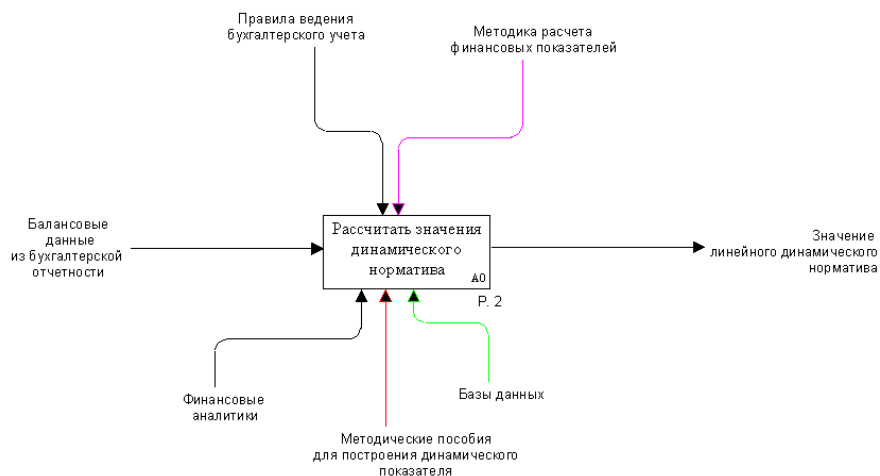 Правила ведения
бухгалтерского учета
Методика расчета
финансовых показателей
Балансовые
данные
из бухгалтерской
отчетности
Рассчитать значения
динамического
норматива
A0
P. 2
Значение
линейного динамического
норматива
Финансовые
аналитики
Базы данных
Методические пособия
для построения динамического
показателя